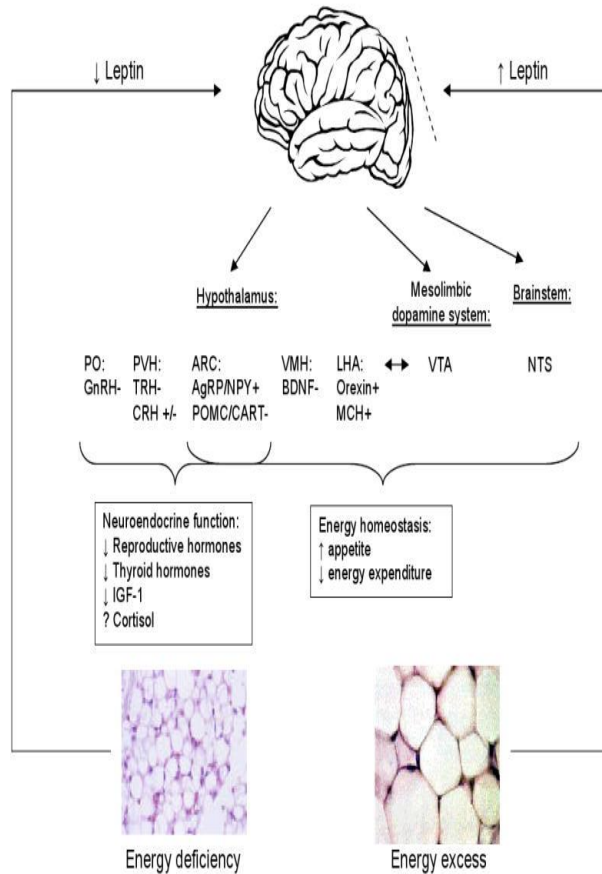 ↓ Leptin
↑ Leptin
Hypothalamus:
Mesolimbic
dopamine system:
Brainstem:
PO:
GnRH-
PVH:
TRH-
CRH +/-
ARC:
AgRP/NPY+
POMC/CART-
VMH:
BDNF-
LHA:
Orexin+
MCH+
VTA
NTS
Neuroendocrine function:
↓ Reproductive hormones
↓ Thyroid hormones
↓ IGF-1
? Cortisol
Energy homeostasis:
↑ appetite
↓ energy expenditure
Energy deficiency
Energy excess